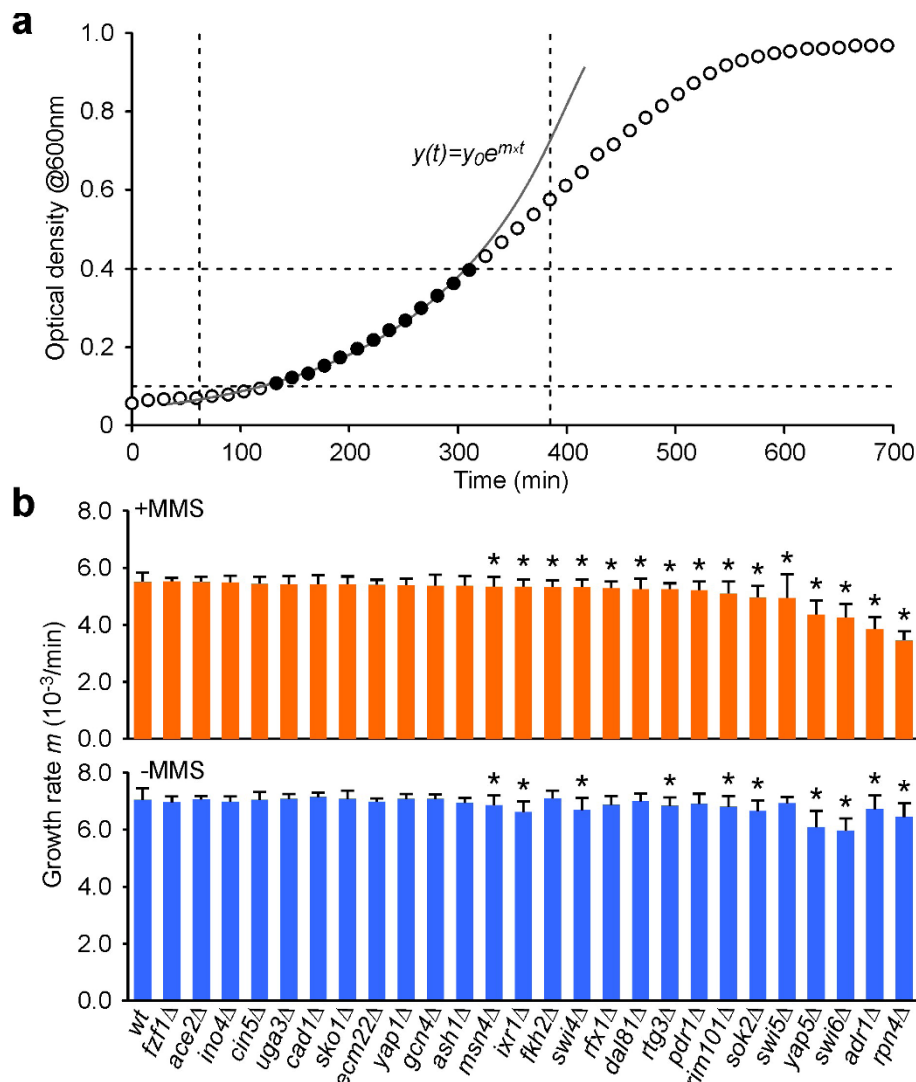 a
1.0
0.8
0.6
0.4
0.2
0
Optical density @600nm
y(t)=y0e^m×t
0 100 200 300 400 500 600 700
Time (min)
b
8.0
6.0
4.0
2.0
0.0
+MMS
* * * * * * * * * * * * * * *
8.0
6.0
4.0
2.0
0.0
-MMS
* * * * * * * * * *
Growth rate m (10⁻³/min)
wt fzf1Δ ace2Δ ino4Δ cin5Δ uga3Δ cad1Δ sko1Δ ecm22Δ yap1Δ gcn4Δ ash1Δ msn4Δ ixr1Δ fkh2Δ swi4Δ rfx1Δ dal81Δ rtg3Δ pdr1Δ rim101Δ sok2Δ swi5Δ yap5Δ swi6Δ adr1Δ rpn4Δ